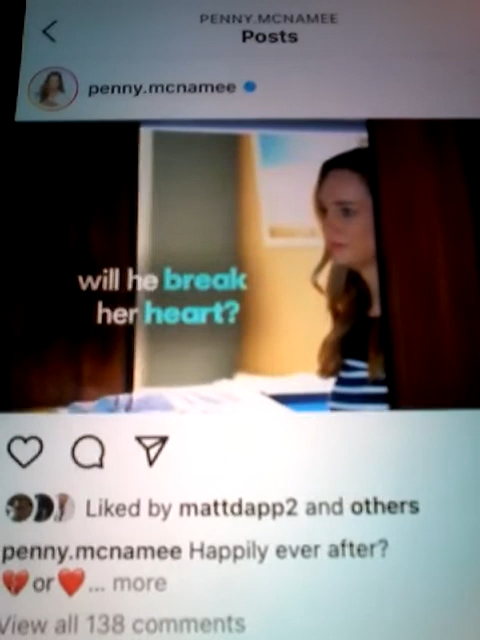 PENNY.MCNAMEE
Posts
penny.mcnamee
will he break
her heart?
Liked by mattdapp2 and others
penny.mcnamee Happily ever after?
💔 or ❤️... more
View all 138 comments